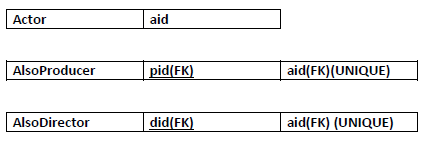 Actor aid
AlsoProducer pid(FK) aid(FK)(UNIQUE)
AlsoDirector did(FK) aid(FK) (UNIQUE)